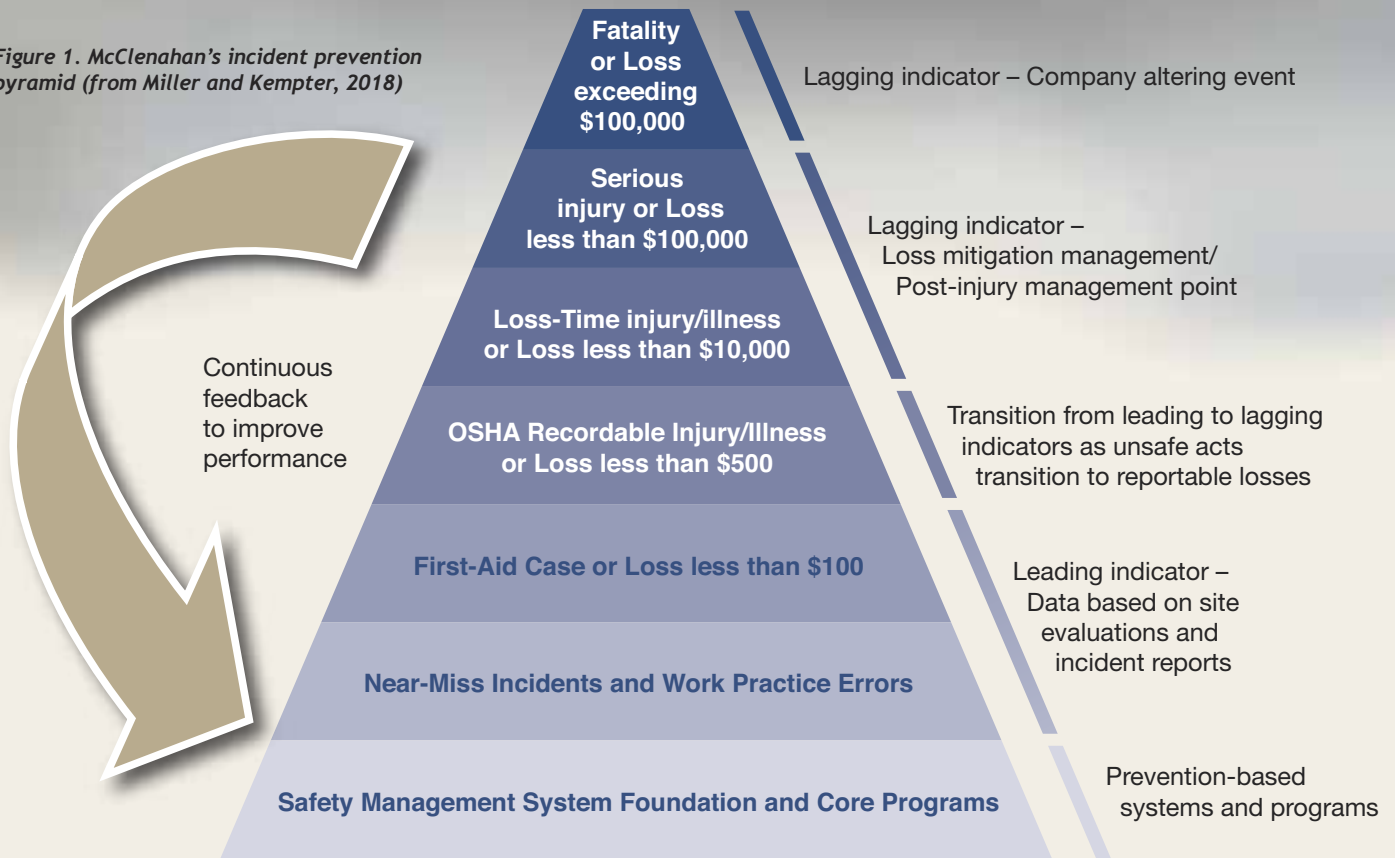 Figure 1. McClenahan's incident prevention
pyramid (from Miller and Kempter, 2018)
Fatality
or Loss
exceeding
$100,000
Lagging indicator – Company altering event
Serious
injury or Loss
less than $100,000
Lagging indicator –
Loss mitigation management/
Post-injury management point
Loss-Time injury/illness
or Loss less than $10,000
Continuous
feedback
to improve
performance
OSHA Recordable Injury/Illness
or Loss less than $500
Transition from leading to lagging
indicators as unsafe acts
transition to reportable losses
First-Aid Case or Loss less than $100
Leading indicator –
Data based on site
evaluations and
incident reports
Near-Miss Incidents and Work Practice Errors
Safety Management System Foundation and Core Programs
Prevention-based
systems and programs